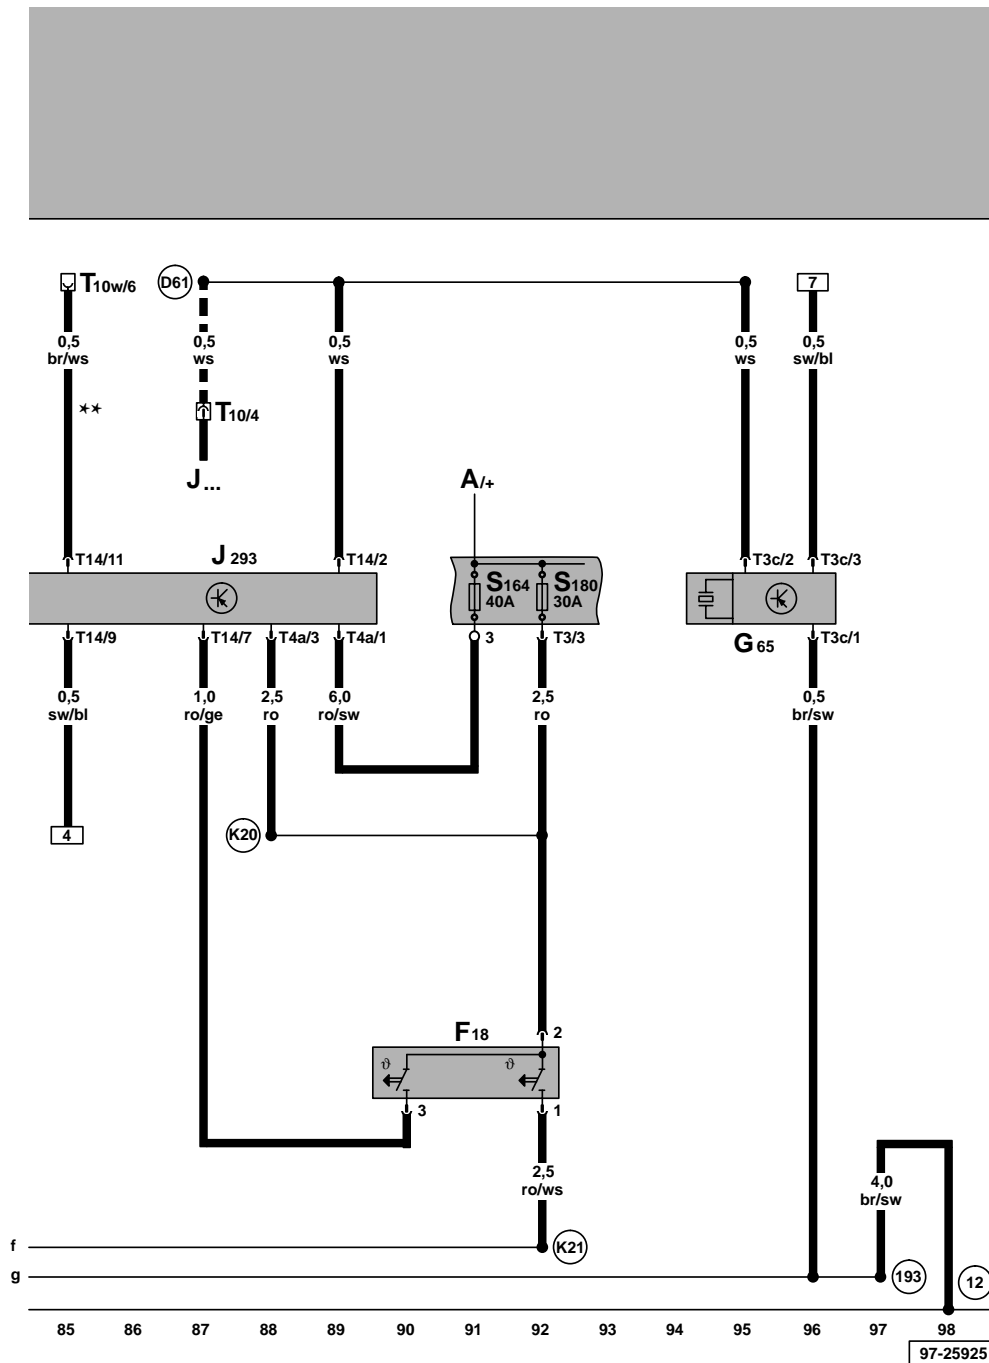 T10w/6
D61
7
0,5
br/ws
0,5
ws
0,5
ws
0,5
ws
0,5
sw/bl
**
T10/4
J...
A/+
T14/11
J 293
T14/2
T3c/2
T3c/3
S164
40A
S180
30A
T14/9
T14/7
T4a/3
T4a/1
3
T3/3
G 65
T3c/1
0,5
sw/bl
1,0
ro/ge
2,5
ro
6,0
ro/sw
2,5
ro
0,5
br/sw
4
K20
F18
2
ϑ
ϑ
3
1
2,5
ro/ws
4,0
br/sw
f
K21
g
193
12
85 86 87 88 89 90 91 92 93 94 95 96 97 98
97-25925